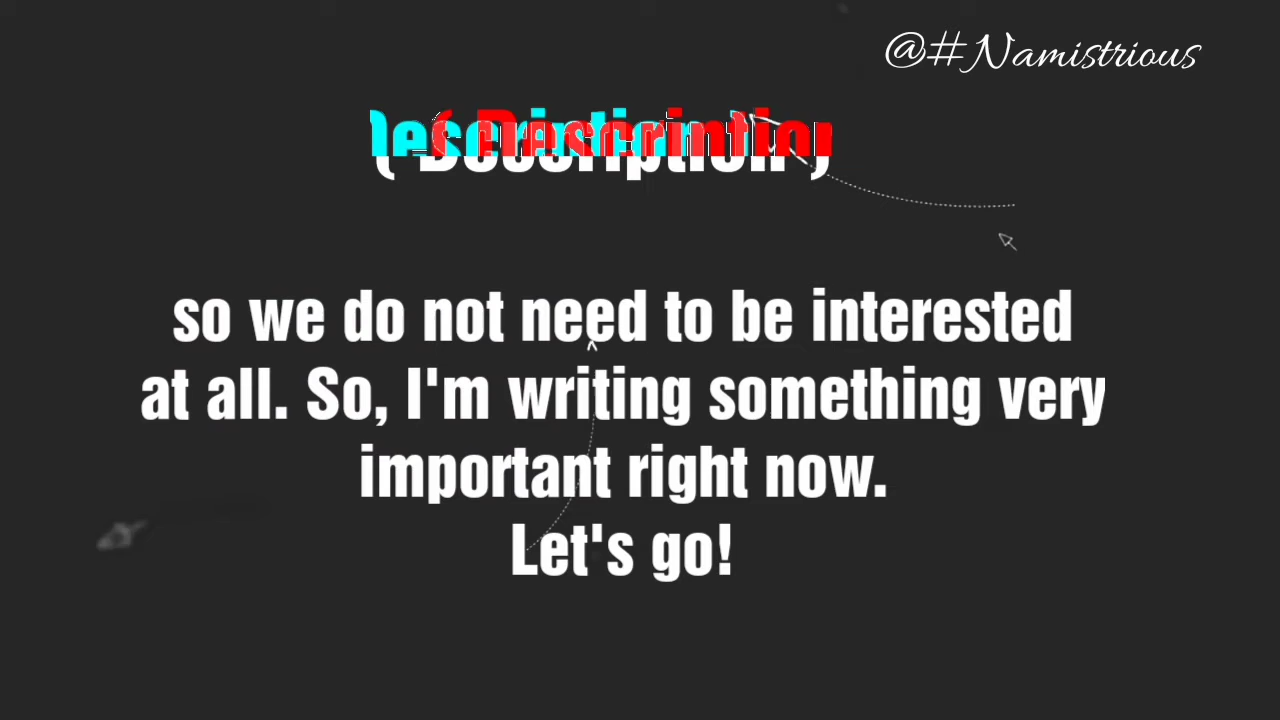 @#Namistrious
( Description )
so we do not need to be interested
at all. So, I'm writing something very
important right now.
Let's go!